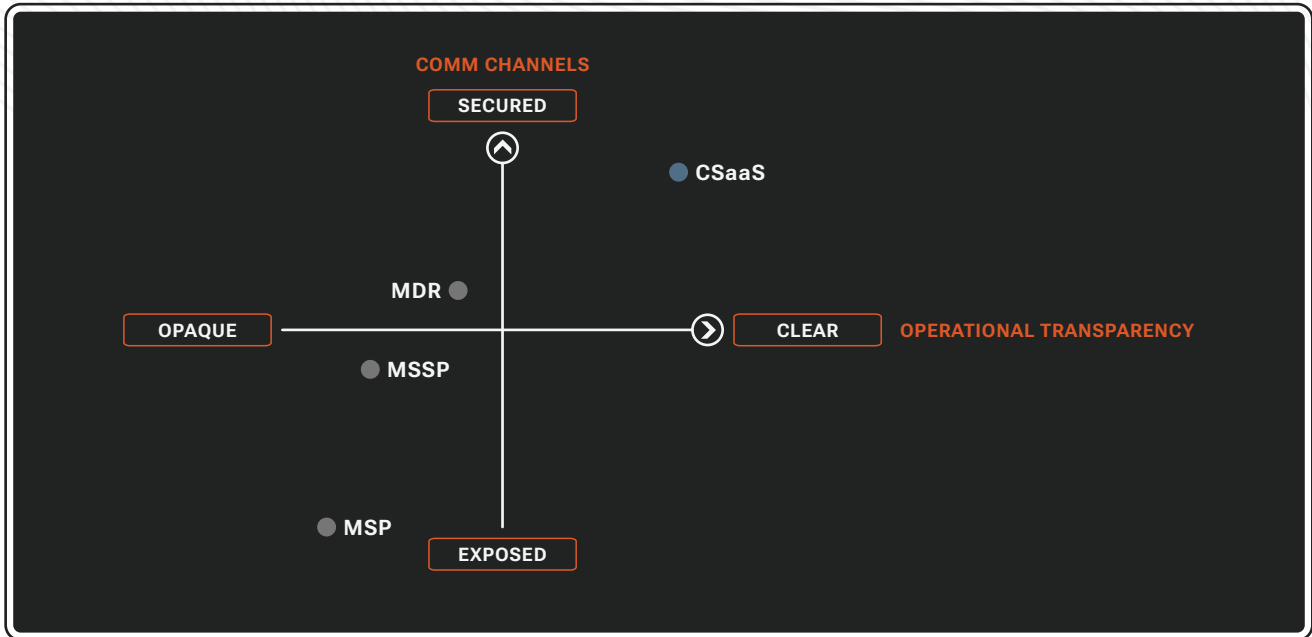 COMM CHANNELS
SECURED
CSaaS
MDR
OPAQUE
CLEAR
OPERATIONAL TRANSPARENCY
MSSP
MSP
EXPOSED